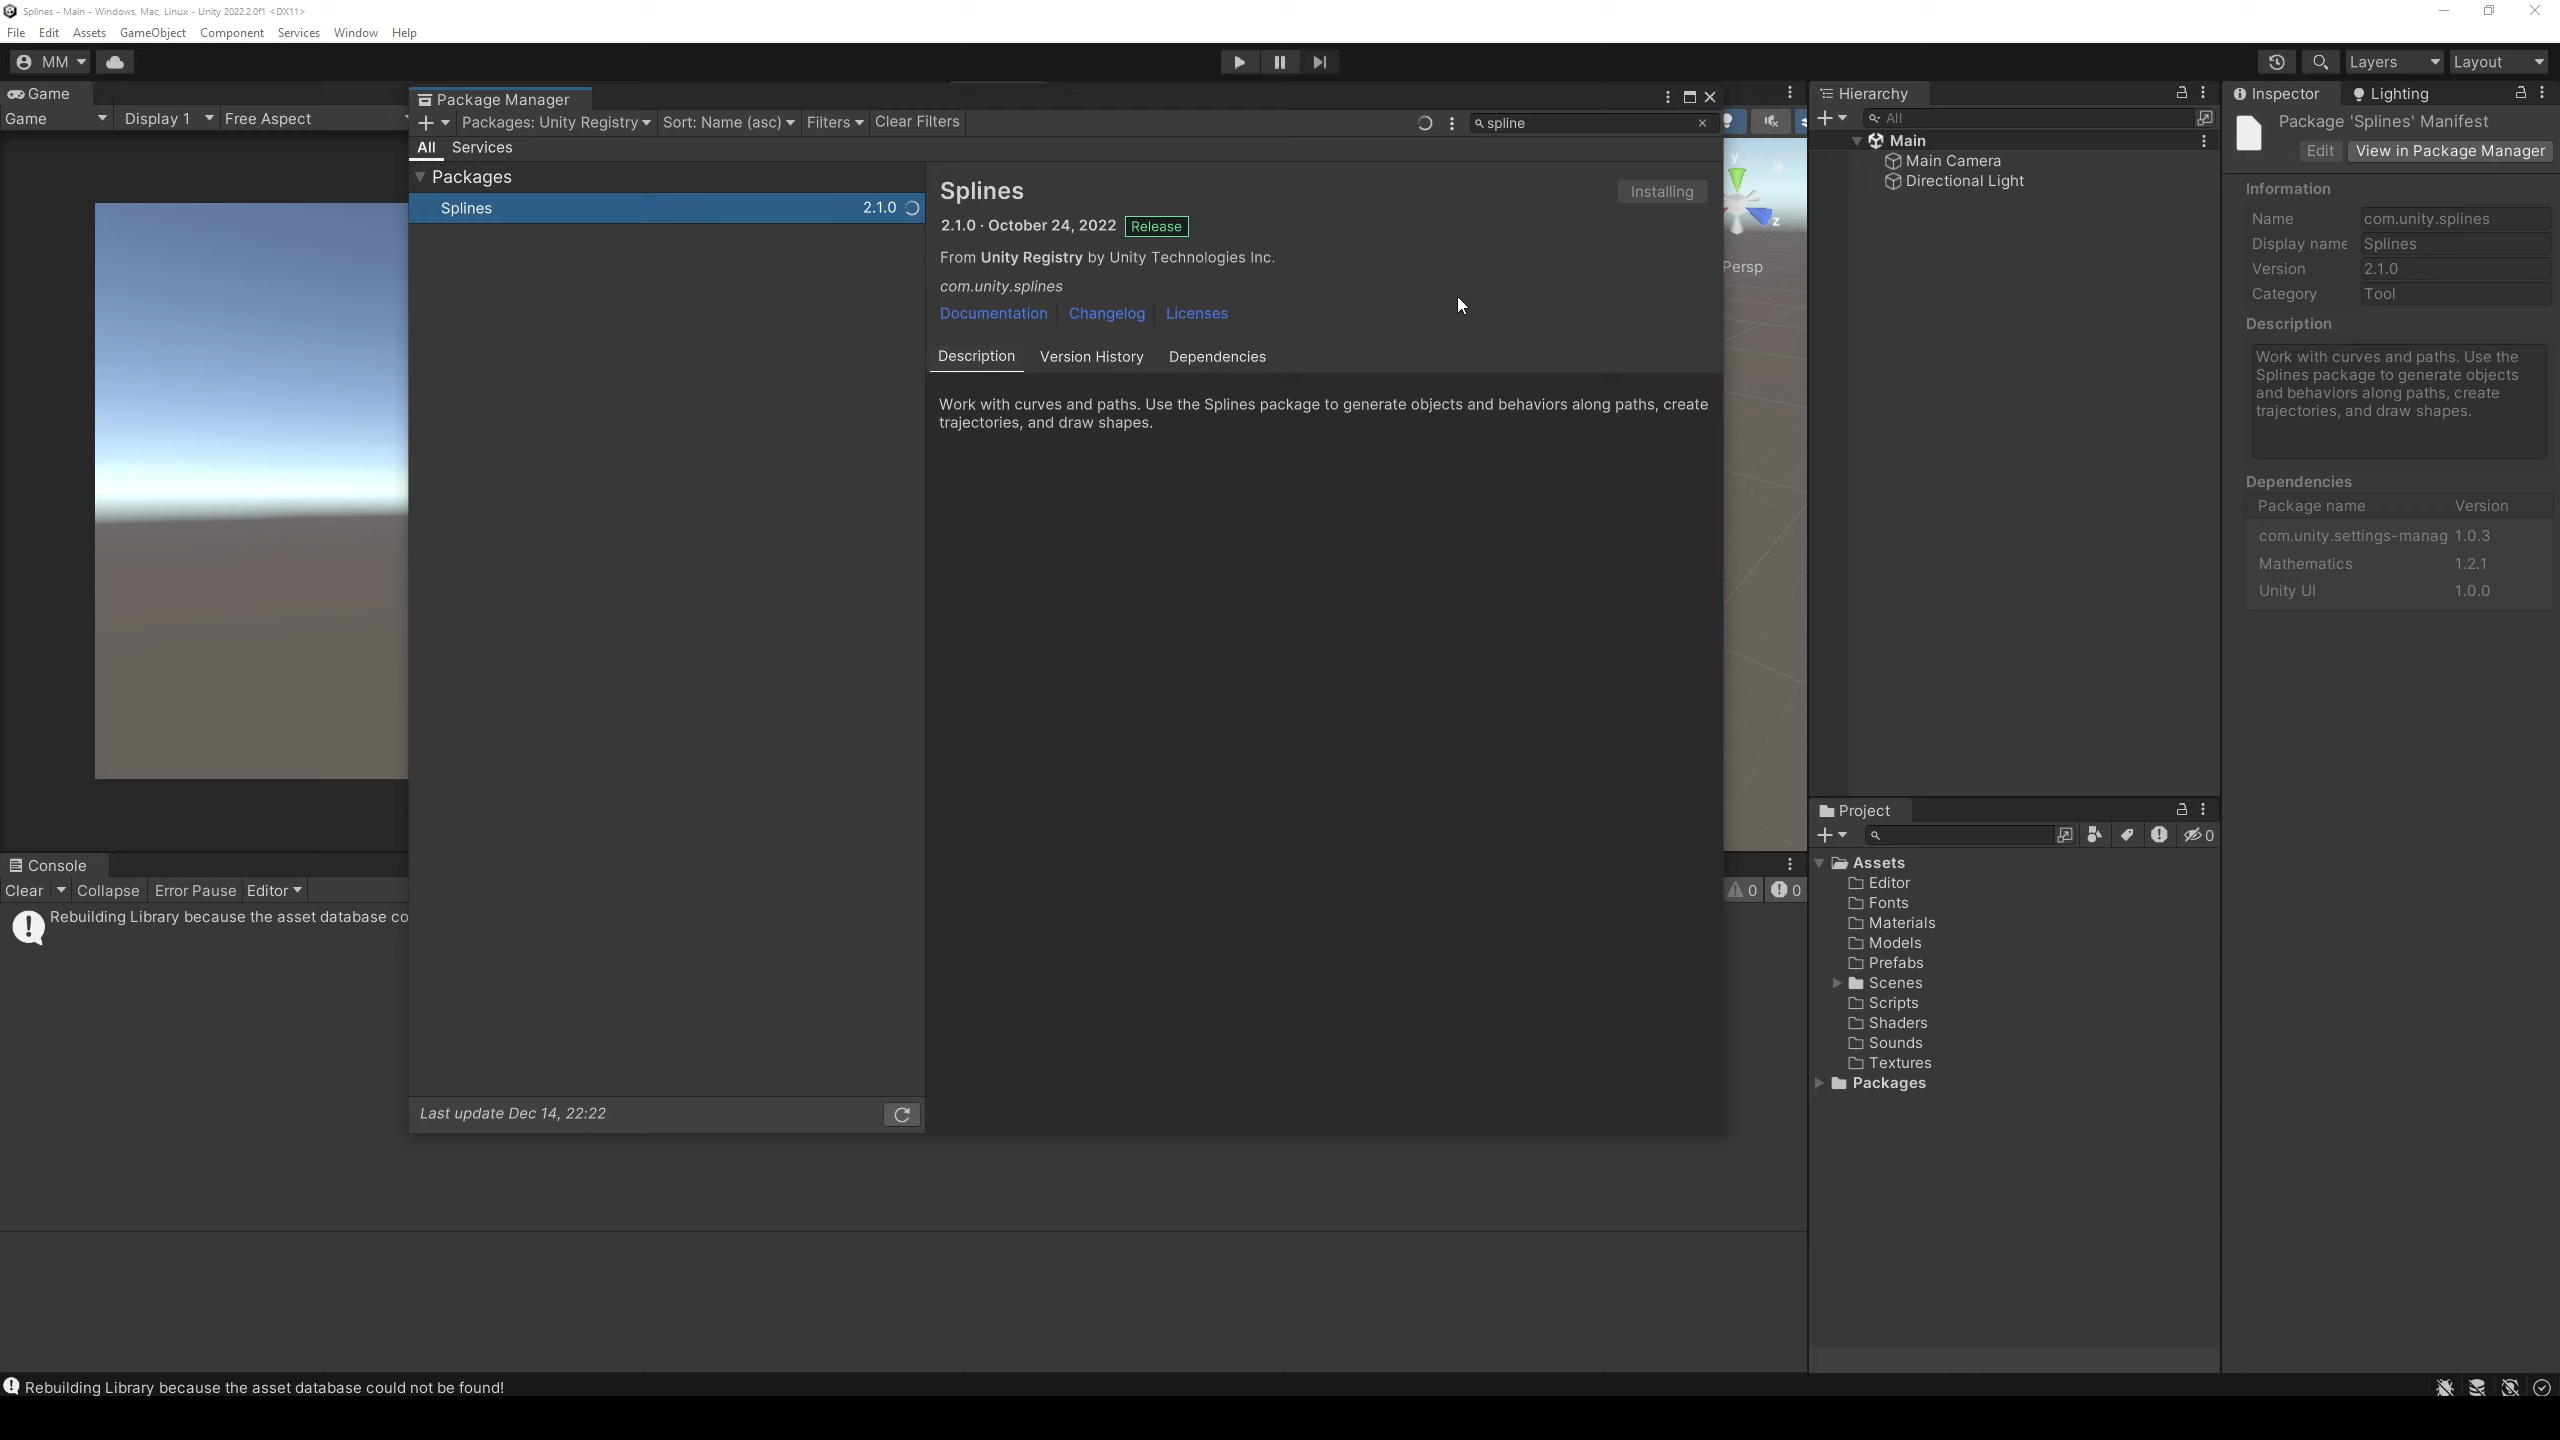 Splines - Main - Windows, Mac, Linux - Unity 2022.2.0f1 <DX11>
File Edit Assets GameObject Component Services Window Help
MM
Layers Layout
Game
Game Display 1 Free Aspect
Package Manager
Packages: Unity Registry Sort: Name (asc) Filters Clear Filters spline
All Services
Packages
Splines 2.1.0
Last update Dec 14, 22:22
Splines
Installing
2.1.0 · October 24, 2022 Release
From Unity Registry by Unity Technologies Inc.
com.unity.splines
Documentation Changelog Licenses
Description Version History Dependencies
Work with curves and paths. Use the Splines package to generate objects and behaviors along paths, create
trajectories, and draw shapes.
y
z
Persp
Console
Clear Collapse Error Pause Editor
0 0
Rebuilding Library because the asset database co
Hierarchy
All
Main
Main Camera
Directional Light
Project
0
Assets
Editor
Fonts
Materials
Models
Prefabs
Scenes
Scripts
Shaders
Sounds
Textures
Packages
Inspector Lighting
Package 'Splines' Manifest
Edit View in Package Manager
Information
Name com.unity.splines
Display name Splines
Version 2.1.0
Category Tool
Description
Work with curves and paths. Use the
Splines package to generate objects
and behaviors along paths, create
trajectories, and draw shapes.
Dependencies
Package name Version
com.unity.settings-manag 1.0.3
Mathematics 1.2.1
Unity UI 1.0.0
Rebuilding Library because the asset database could not be found!